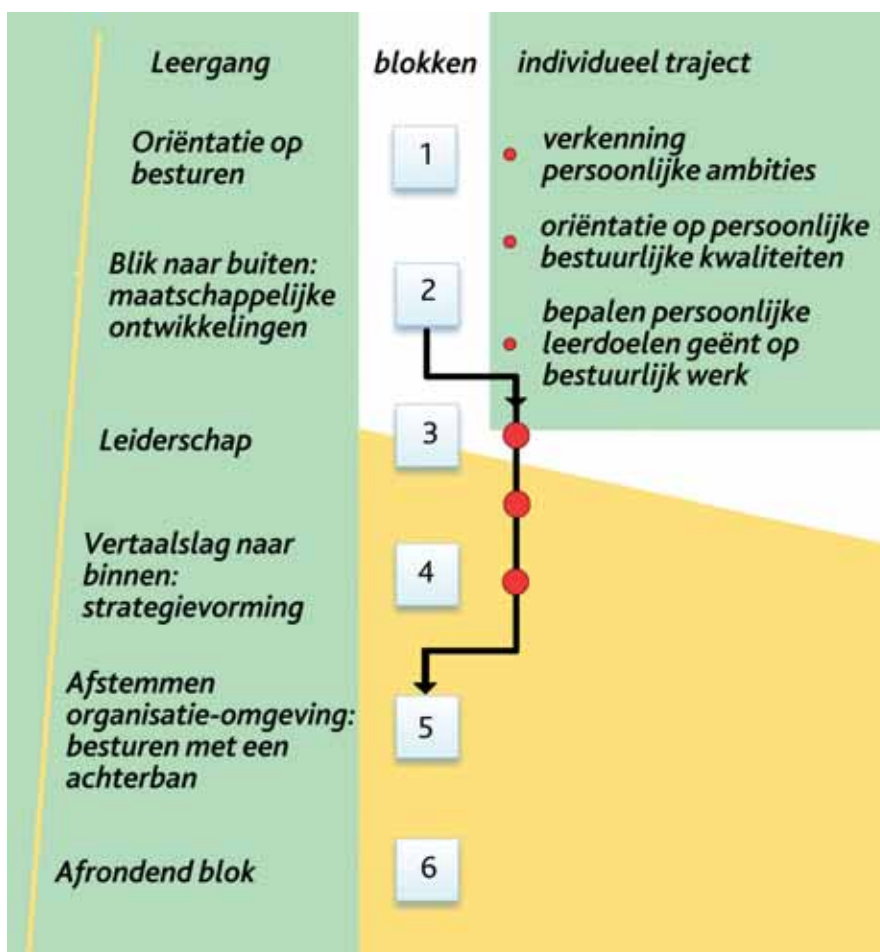 Leergang
blokken
individueel traject
Oriëntatie op
besturen
1
verkenning
persoonlijke ambities
oriëntatie op persoonlijke
bestuurlijke kwaliteiten
Blik naar buiten:
maatschappelijke
ontwikkelingen
2
bepalen persoonlijke
leerdoelen geënt op
bestuurlijk werk
Leiderschap
3
Vertaalslag naar
binnen:
strategievorming
4
Afstemmen
organisatie-omgeving:
besturen met een
achterban
5
Afrondend blok
6